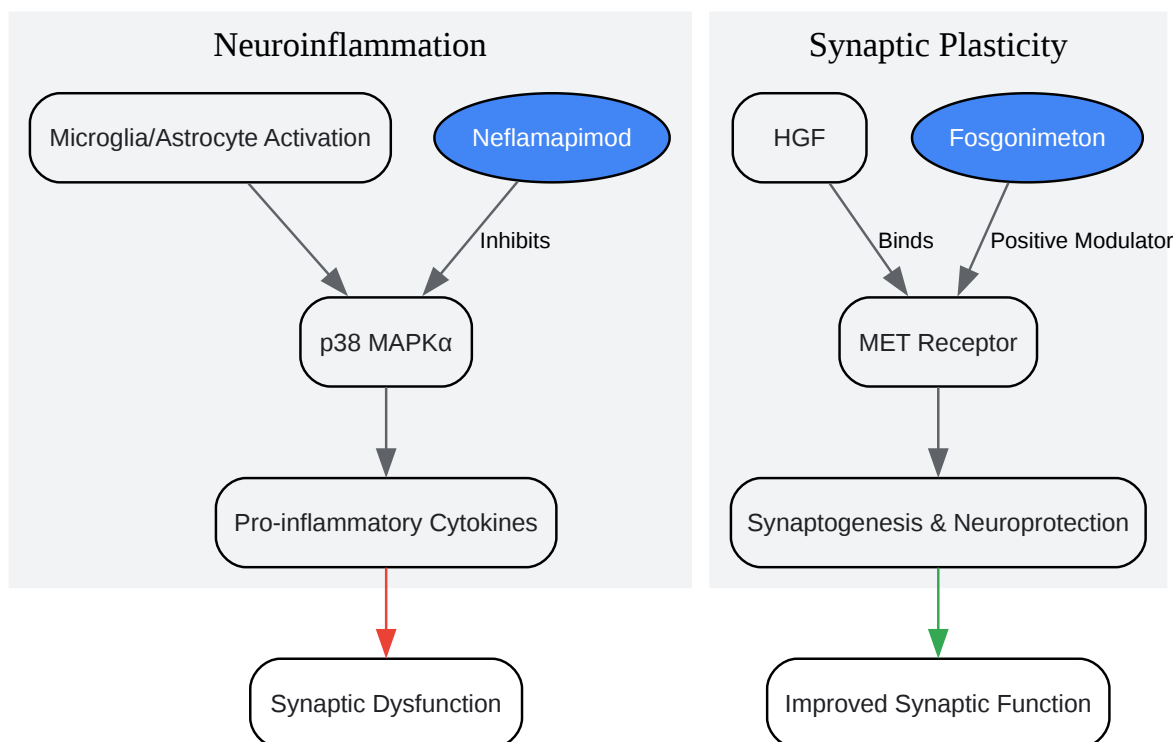 Neuroinflammation
Microglia/Astrocyte Activation
Neflamapimod
Inhibits
p38 MAPKα
Pro-inflammatory Cytokines
Synaptic Dysfunction
Synaptic Plasticity
HGF
Fosgonimeton
Binds
Positive Modulator
MET Receptor
Synaptogenesis & Neuroprotection
Improved Synaptic Function